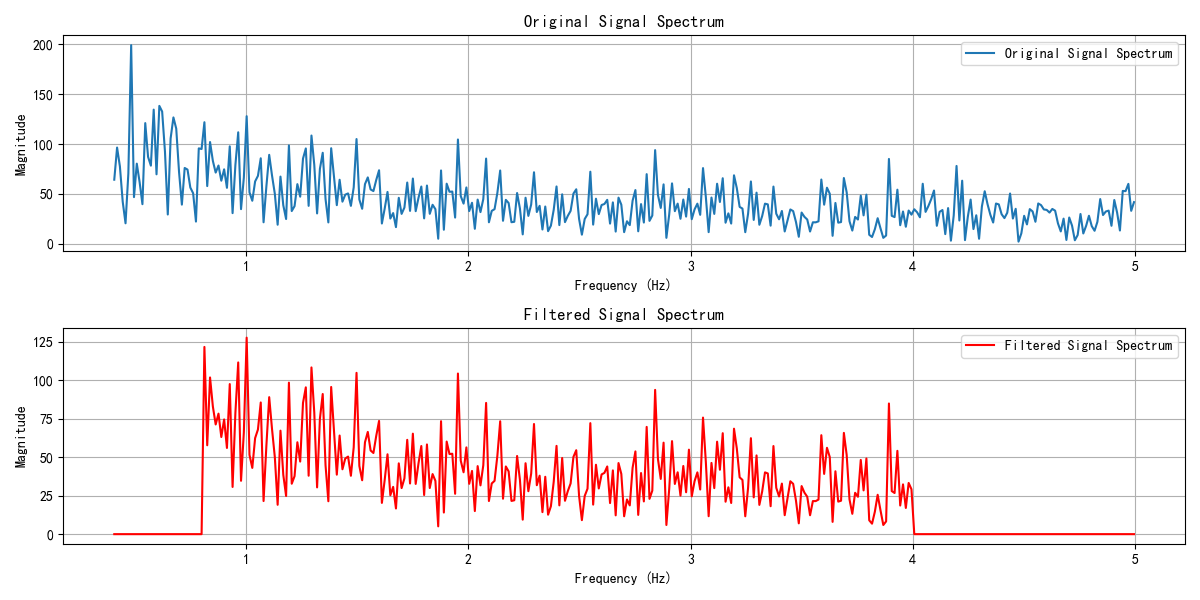 Original Signal Spectrum
Original Signal Spectrum
200
150
100
50
0
Magnitude
1
2
3
4
5
Frequency (Hz)
Filtered Signal Spectrum
Filtered Signal Spectrum
125
100
75
50
25
0
Magnitude
1
2
3
4
5
Frequency (Hz)